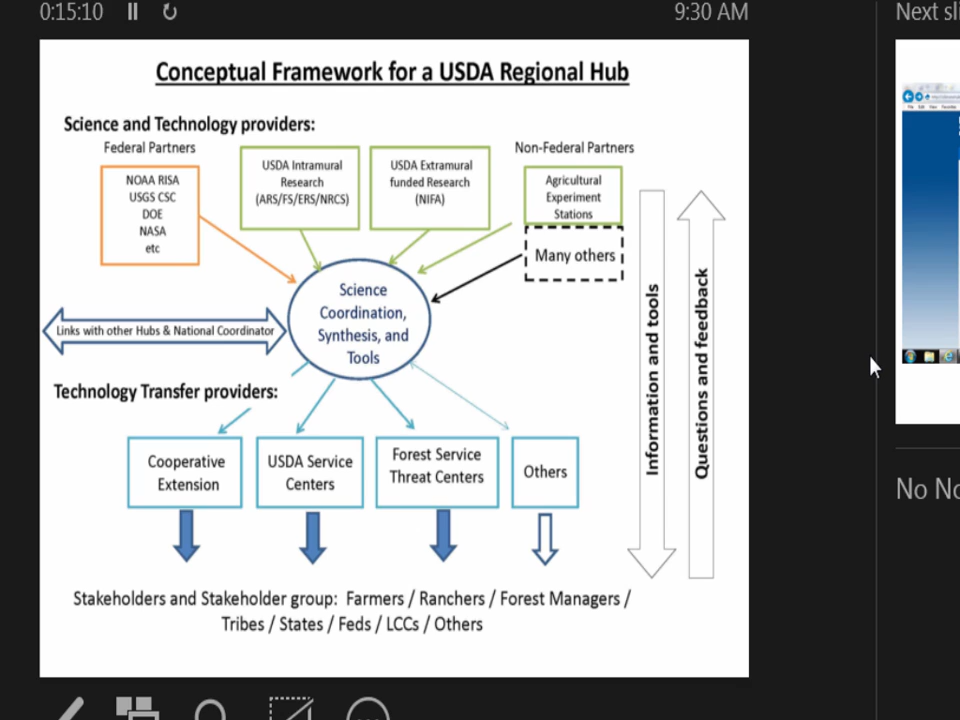 0:15:10
9:30 AM
Next
Conceptual Framework for a USDA Regional Hub
Science and Technology providers:
Federal Partners
NOAA RISA
USGS CSC
DOE
NASA
etc
USDA Intramural
Research
(ARS/FS/ERS/NRCS)
USDA Extramural
funded Research
(NIFA)
Non-Federal Partners
Agricultural
Experiment
Stations
Many others
Science
Coordination,
Synthesis, and
Tools
Links with other Hubs & National Coordinator
Information and tools
Questions and feedback
Technology Transfer providers:
Cooperative
Extension
USDA Service
Centers
Forest Service
Threat Centers
Others
Stakeholders and Stakeholder group: Farmers / Ranchers / Forest Managers /
Tribes / States / Feds / LCCs / Others
No